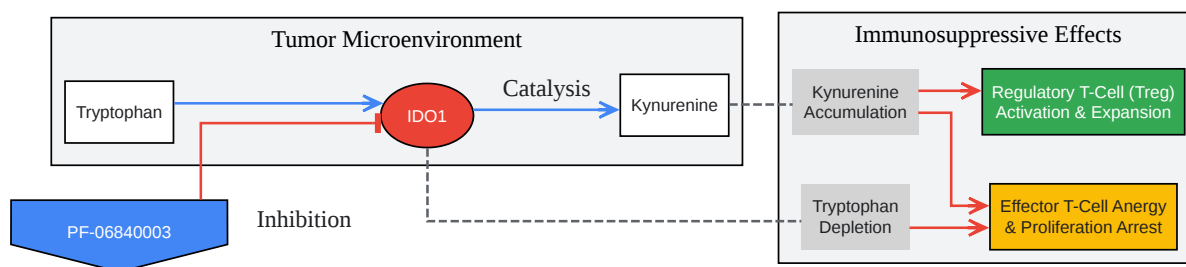 Tumor Microenvironment
Immunosuppressive Effects
Tryptophan
IDO1
Catalysis
Kynurenine
Kynurenine
Accumulation
Regulatory T-Cell (Treg)
Activation & Expansion
PF-06840003
Inhibition
Tryptophan
Depletion
Effector T-Cell Anergy
& Proliferation Arrest